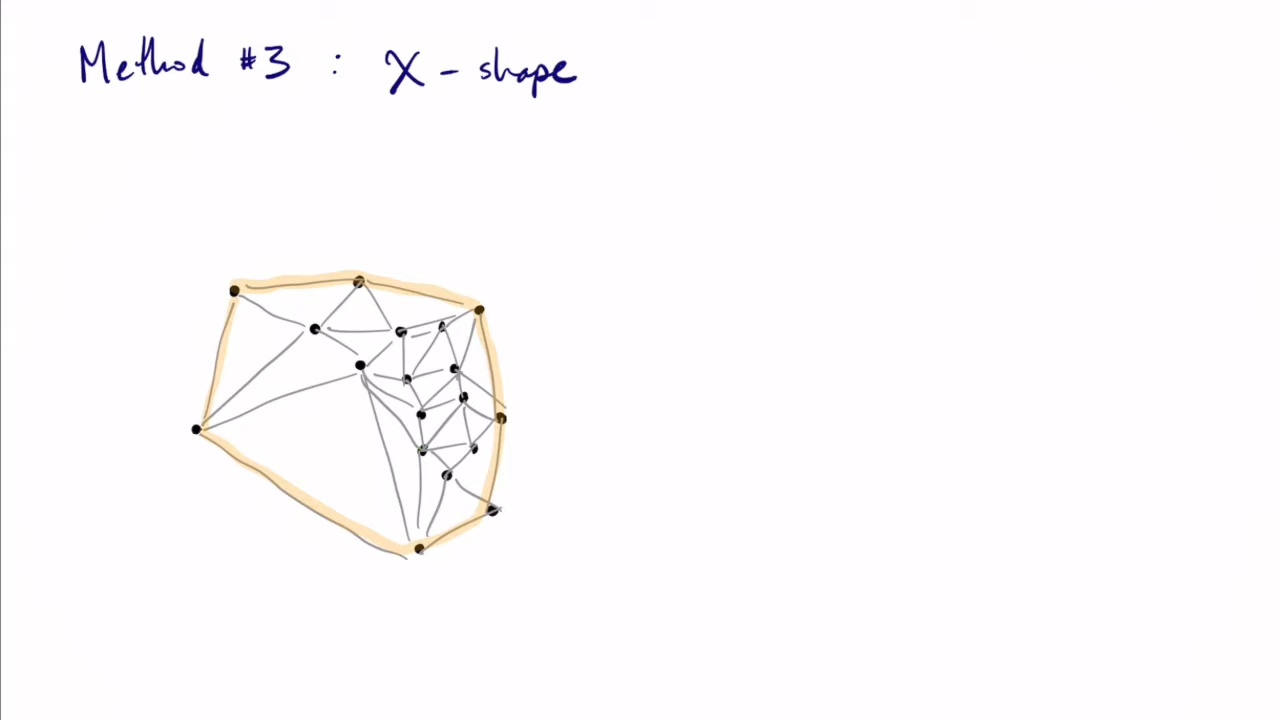 Method #3 : χ - shape